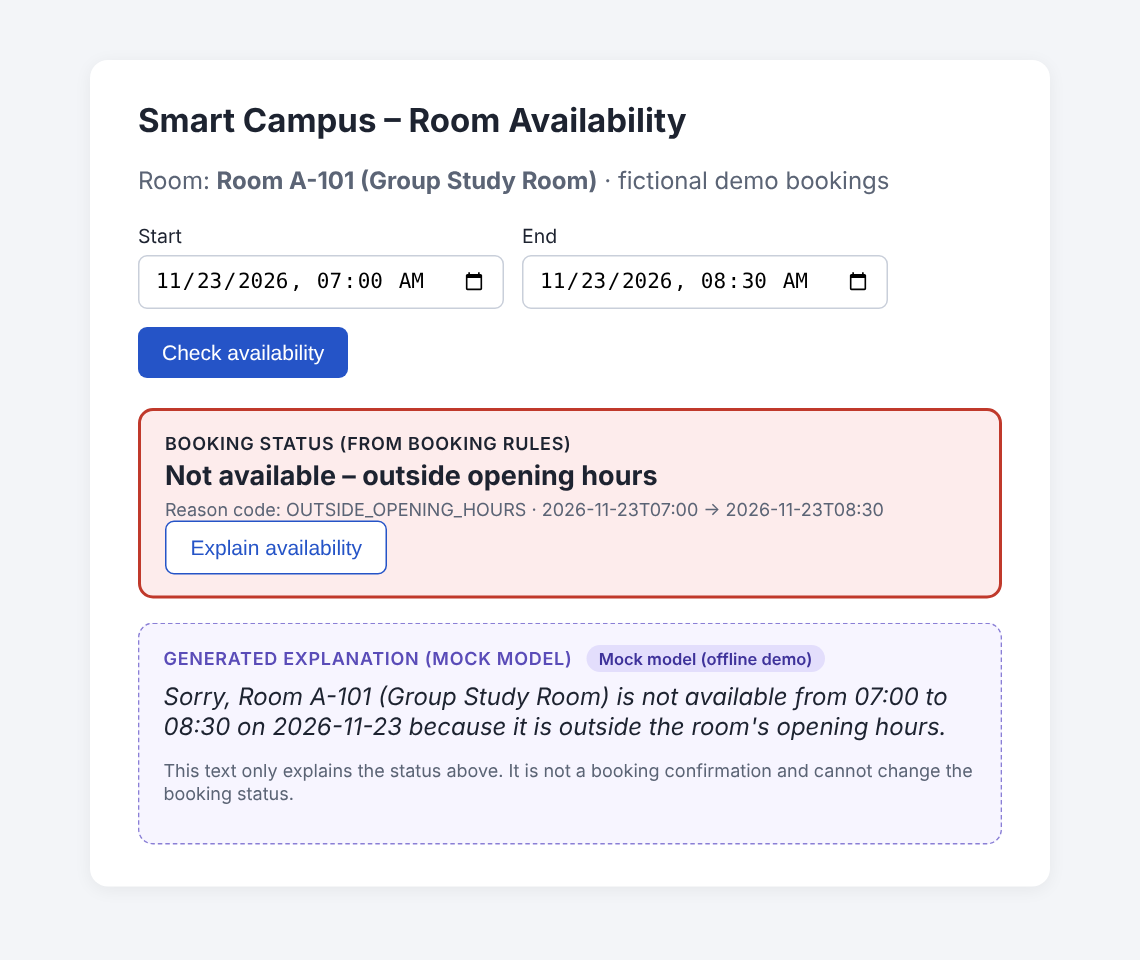 Smart Campus – Room Availability
Room: Room A-101 (Group Study Room) · fictional demo bookings
Start
End
11/23/2026, 07:00 AM
11/23/2026, 08:30 AM
Check availability
BOOKING STATUS (FROM BOOKING RULES)
Not available – outside opening hours
Reason code: OUTSIDE_OPENING_HOURS · 2026-11-23T07:00 → 2026-11-23T08:30
Explain availability
GENERATED EXPLANATION (MOCK MODEL) Mock model (offline demo)
Sorry, Room A-101 (Group Study Room) is not available from 07:00 to
08:30 on 2026-11-23 because it is outside the room's opening hours.
This text only explains the status above. It is not a booking confirmation and cannot change the
booking status.